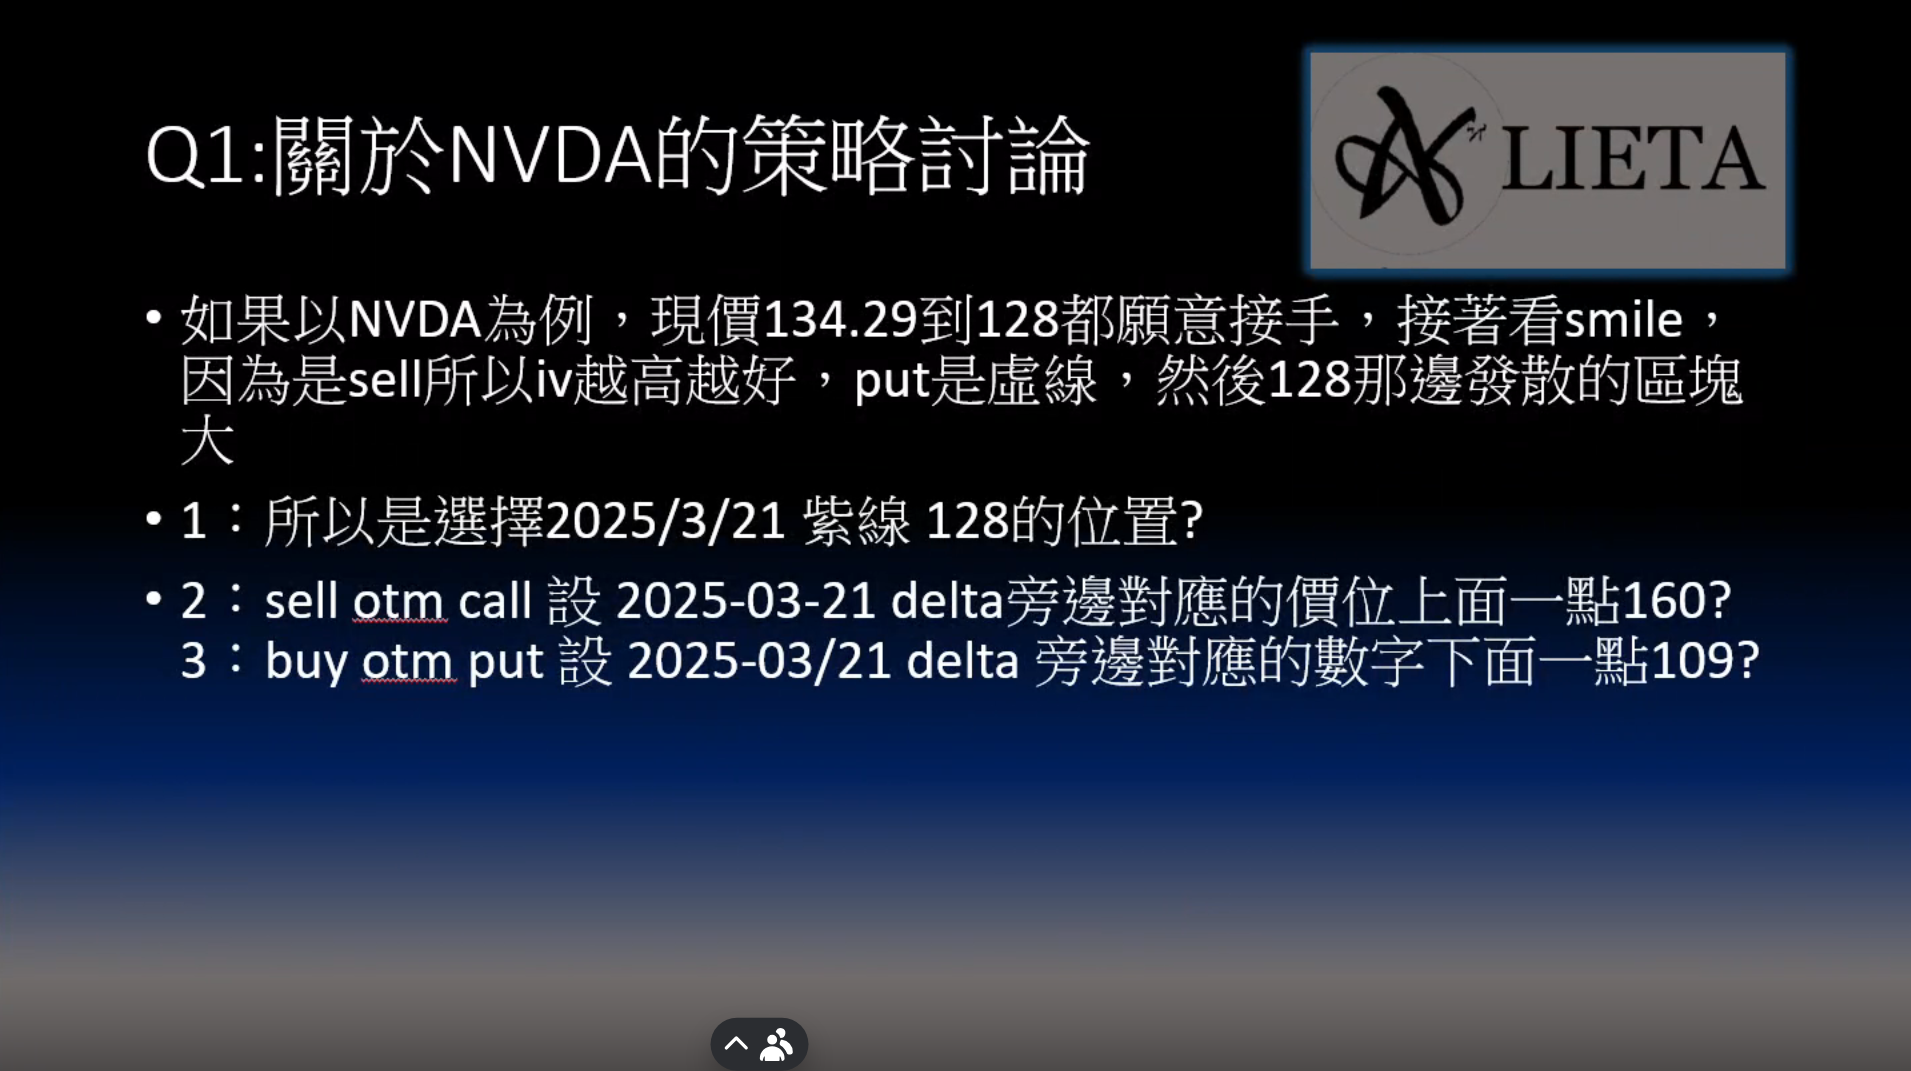 Q1:關於NVDA的策略討論
LIETA
• 如果以NVDA為例，現價134.29到128都願意接手，接著看smile，
因為是sell所以iv越高越好，put是虛線，然後128那邊發散的區塊
大
• 1：所以是選擇2025/3/21 紫線 128的位置?
• 2：sell otm call 設 2025-03-21 delta旁邊對應的價位上面一點160?
3：buy otm put 設 2025-03/21 delta 旁邊對應的數字下面一點109?